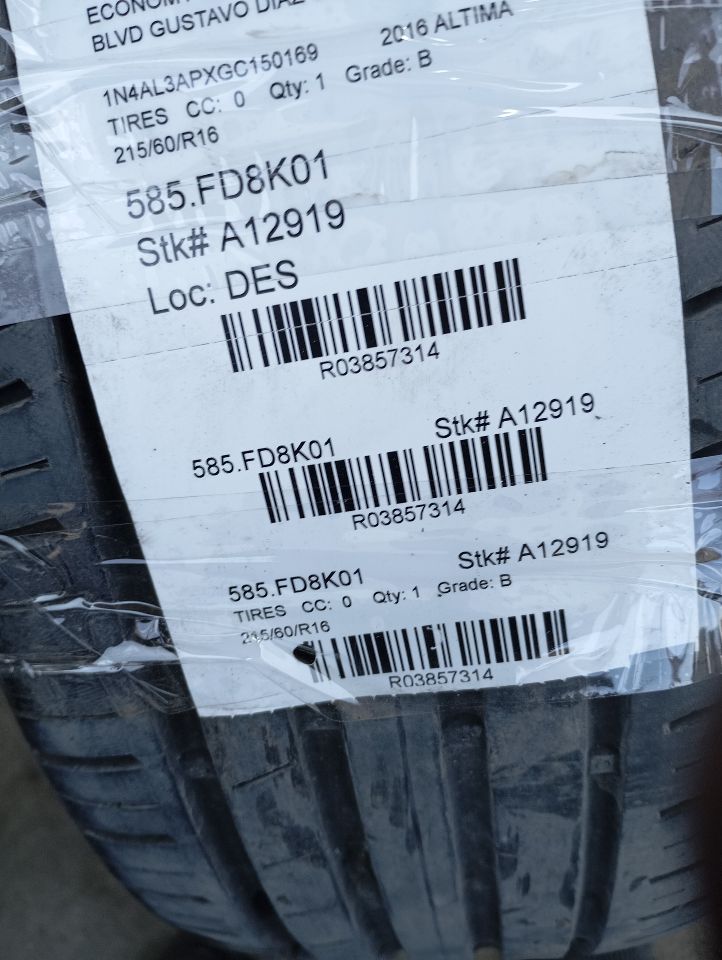 ECONOM
BLVD GUSTAVO DIAZ
1N4AL3APXGC150169 2016 ALTIMA
TIRES CC: 0 Qty: 1 Grade: B
215/60/R16
585.FD8K01
Stk# A12919
Loc: DES
R03857314
585.FD8K01 Stk# A12919
R03857314
585.FD8K01 Stk# A12919
TIRES CC: 0 Qty: 1 Grade: B
215/60/R16
R03857314